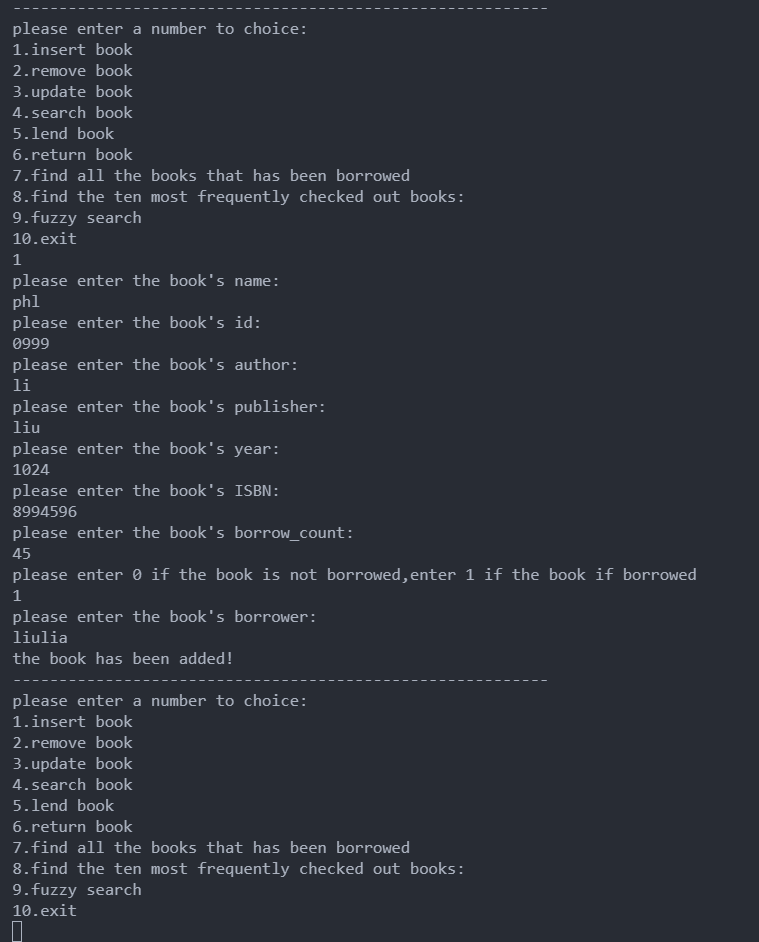 ----------------------------------------------------------
please enter a number to choice:
1.insert book
2.remove book
3.update book
4.search book
5.lend book
6.return book
7.find all the books that has been borrowed
8.find the ten most frequently checked out books:
9.fuzzy search
10.exit
1
please enter the book's name:
phl
please enter the book's id:
0999
please enter the book's author:
li
please enter the book's publisher:
liu
please enter the book's year:
1024
please enter the book's ISBN:
8994596
please enter the book's borrow_count:
45
please enter 0 if the book is not borrowed,enter 1 if the book if borrowed
1
please enter the book's borrower:
liulia
the book has been added!
----------------------------------------------------------
please enter a number to choice:
1.insert book
2.remove book
3.update book
4.search book
5.lend book
6.return book
7.find all the books that has been borrowed
8.find the ten most frequently checked out books:
9.fuzzy search
10.exit